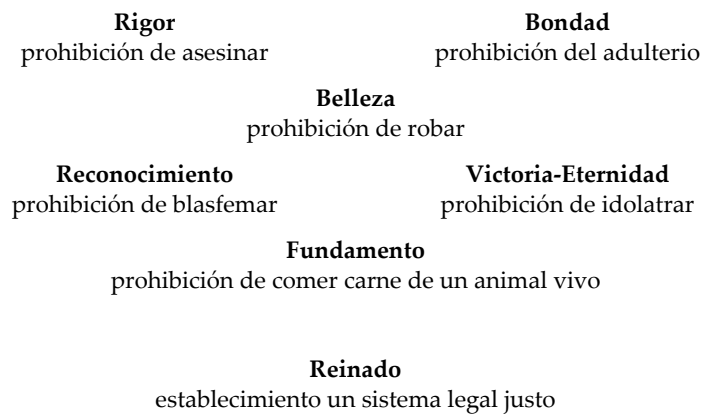 Rigor
prohibición de asesinar
Bondad
prohibición del adulterio
Belleza
prohibición de robar
Reconocimiento
prohibición de blasfemar
Victoria-Eternidad
prohibición de idolatrar
Fundamento
prohibición de comer carne de un animal vivo
Reinado
establecimiento un sistema legal justo